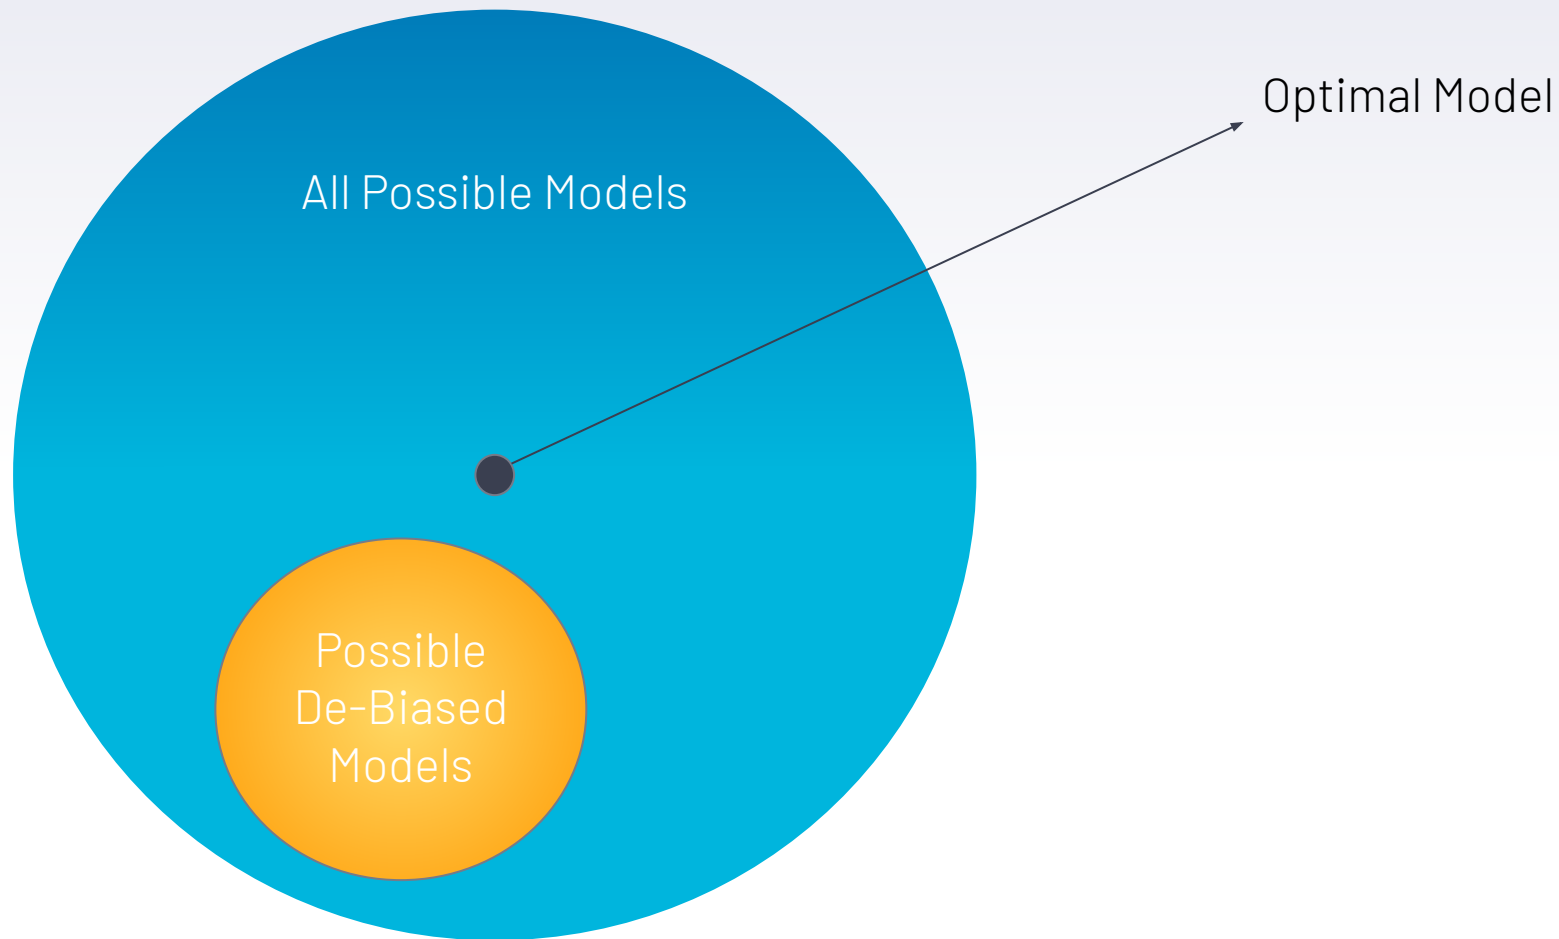 Optimal Model
All Possible Models
Possible
De-Biased
Models